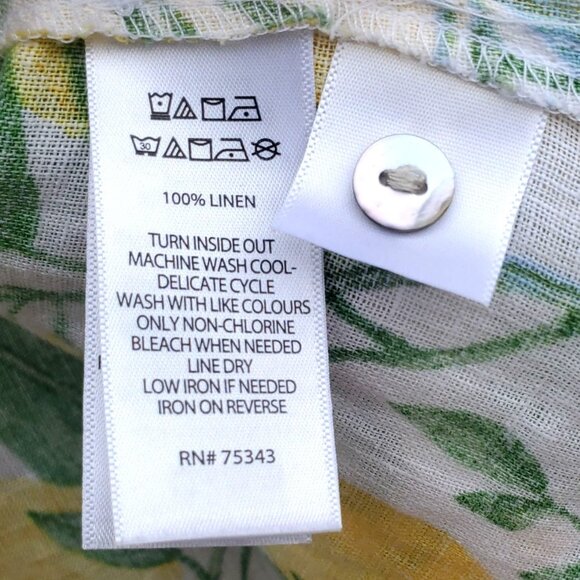 30
100% LINEN
TURN INSIDE OUT
MACHINE WASH COOL-
DELICATE CYCLE
WASH WITH LIKE COLOURS
ONLY NON-CHLORINE
BLEACH WHEN NEEDED
LINE DRY
LOW IRON IF NEEDED
IRON ON REVERSE
RN# 75343